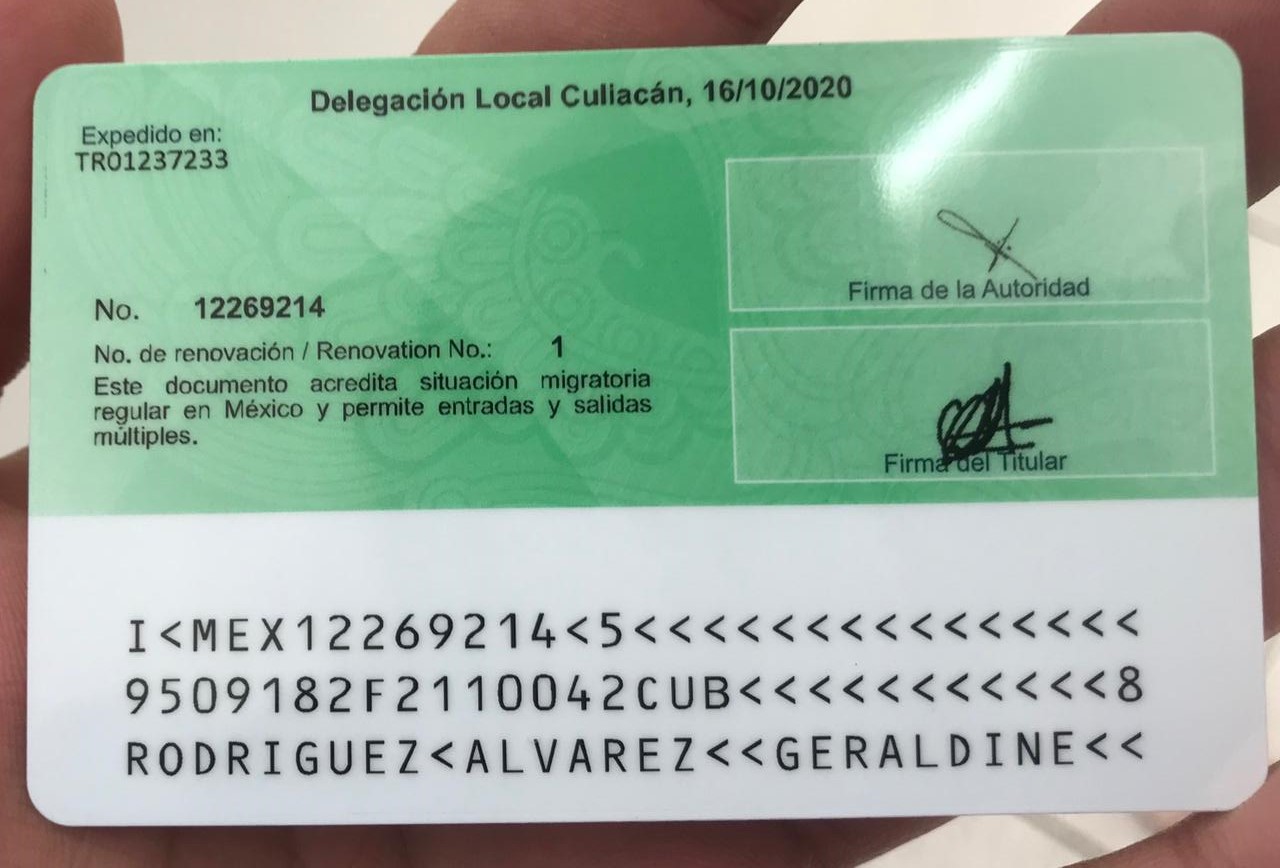 Delegación Local Culiacán, 16/10/2020
Expedido en:
TR01237233
Firma de la Autoridad
No. 12269214
No. de renovación / Renovation No.: 1
Este documento acredita situación migratoria
regular en México y permite entradas y salidas
múltiples.
Firma del Titular
I<MEX12269214<5<<<<<<<<<<<<<<<
9509182F2110042CUB<<<<<<<<<<<8
RODRIGUEZ<ALVAREZ<<GERALDINE<<